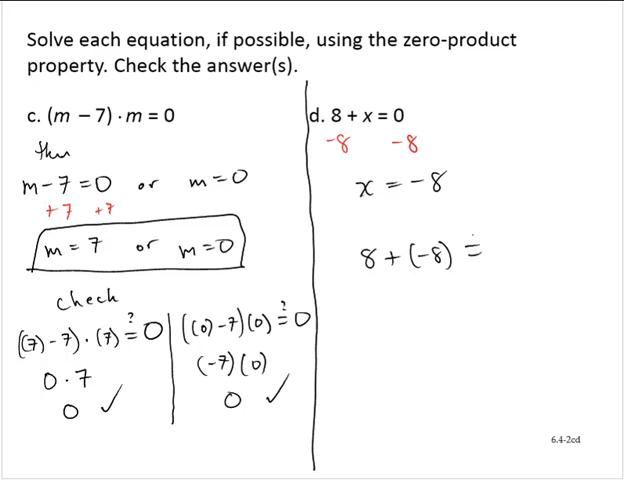 Solve each equation, if possible, using the zero-product
property. Check the answer(s).
c. (m − 7) · m = 0
then
m − 7 = 0 or m = 0
+7 +7
m = 7 or m = 0
check
((7) − 7) · (7) ?= 0
0 · 7
0 ✓
((0) − 7)(0) ?= 0
(−7)(0)
0 ✓
d. 8 + x = 0
−8 −8
x = −8
8 + (−8) =
6.4-2cd